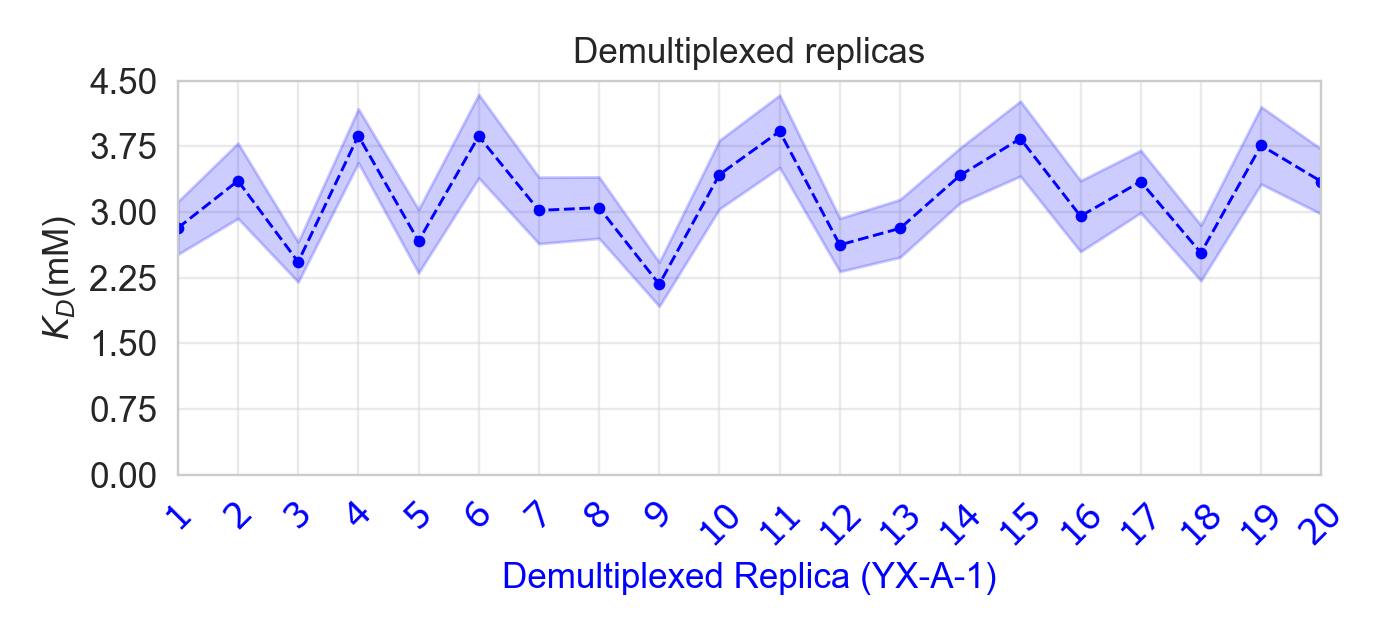 Demultiplexed replicas
4.50
3.75
3.00
2.25
1.50
0.75
0.00
K_D(mM)
1 2 3 4 5 6 7 8 9 10 11 12 13 14 15 16 17 18 19 20
Demultiplexed Replica (YX-A-1)